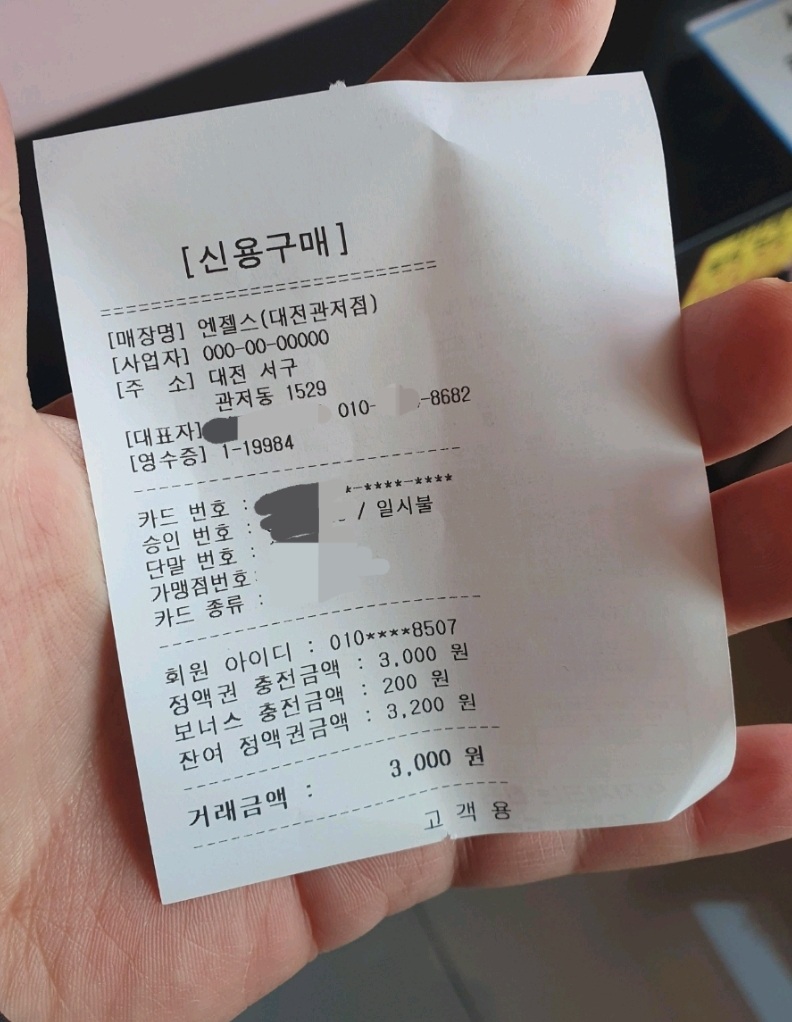 [신용구매]
[매장명] 엔젤스(대전관저점)
[사업자] 000-00-00000
[주 소] 대전 서구
관저동 1529
[대표자] 010- -8682
[영수증] 1-19984
카드 번호 : *-****-****
승인 번호 : / 일시불
단말 번호 :
가맹점번호:
카드 종류 :
회원 아이디 : 010****8507
정액권 충전금액 : 3,000 원
보너스 충전금액 : 200 원
잔여 정액권금액 : 3,200 원
거래금액 : 3,000 원
고 객 용